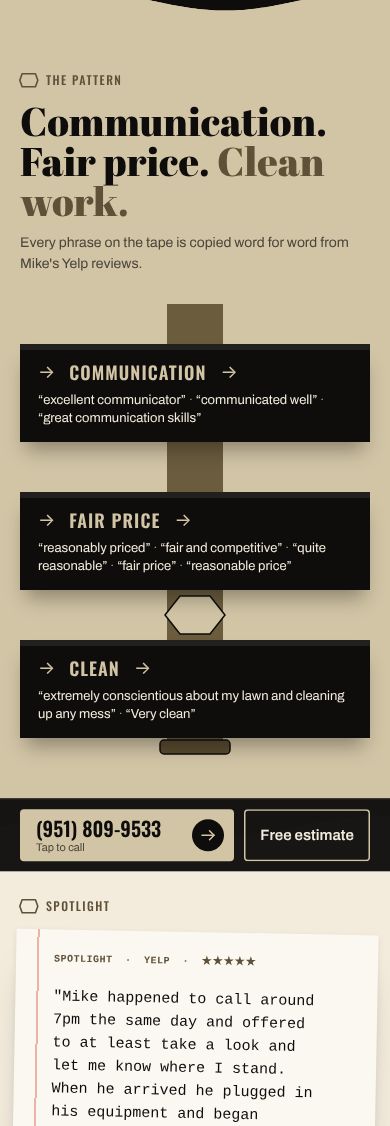 THE PATTERN
Communication.
Fair price. Clean
work.
Every phrase on the tape is copied word for word from
Mike's Yelp reviews.
→ COMMUNICATION →
“excellent communicator” · “communicated well” ·
“great communication skills”
→ FAIR PRICE →
“reasonably priced” · “fair and competitive” · “quite
reasonable” · “fair price” · “reasonable price”
→ CLEAN →
“extremely conscientious about my lawn and cleaning
up any mess” · “Very clean”
(951) 809-9533
Tap to call
→
Free estimate
SPOTLIGHT
SPOTLIGHT · YELP · ★★★★★
"Mike happened to call around
7pm the same day and offered
to at least take a look and
let me know where I stand.
When he arrived he plugged in
his equipment and began